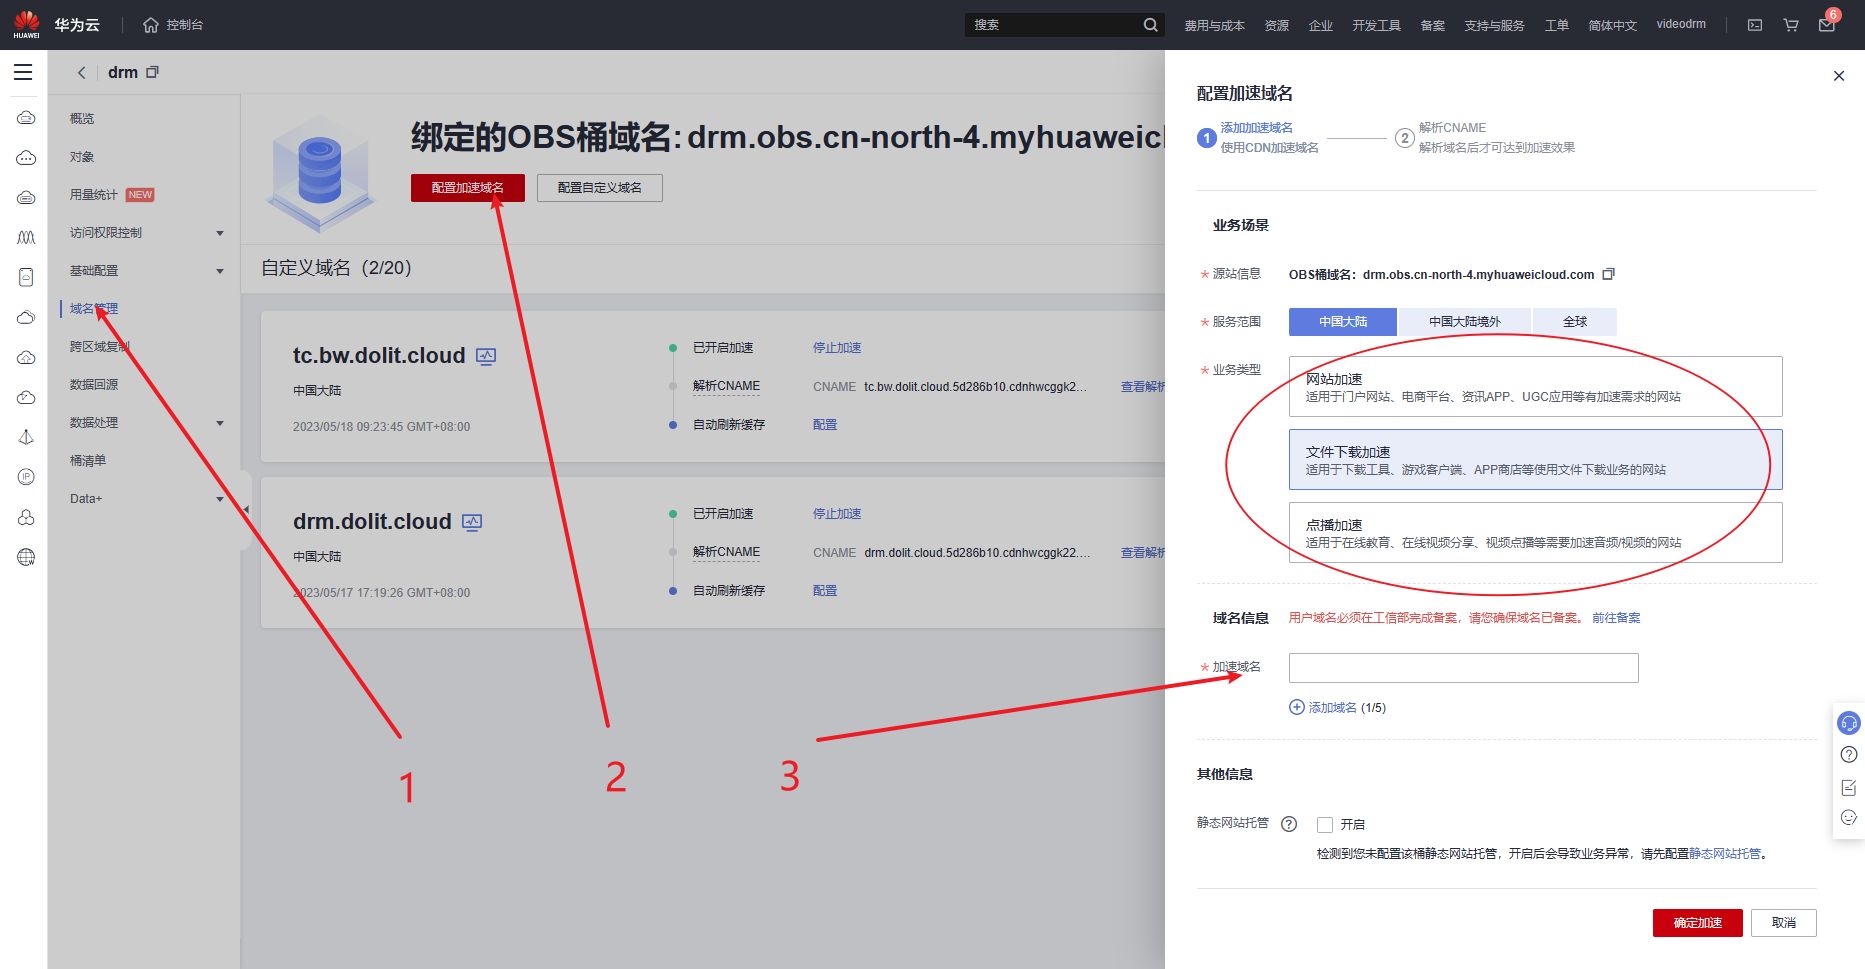 HUAWEI
华为云
控制台
搜索
费用与成本
资源
企业
开发工具
备案
支持与服务
工单
简体中文
videodrm
6
drm
概览
对象
用量统计 NEW
访问权限控制
基础配置
域名管理
跨区域复制
数据回源
数据处理
桶清单
Data+
IP
绑定的OBS桶域名: drm.obs.cn-north-4.myhuaweicl
配置加速域名
配置自定义域名
自定义域名（2/20）
tc.bw.dolit.cloud
中国大陆
2023/05/18 09:23:45 GMT+08:00
已开启加速 停止加速
解析CNAME CNAME tc.bw.dolit.cloud.5d286b10.cdnhwcggk2... 查看解析
自动刷新缓存 配置
drm.dolit.cloud
中国大陆
2023/05/17 17:19:26 GMT+08:00
已开启加速 停止加速
解析CNAME CNAME drm.dolit.cloud.5d286b10.cdnhwcggk22.... 查看解析
自动刷新缓存 配置
1
2
3
配置加速域名
1 添加加速域名
使用CDN加速域名
2 解析CNAME
解析域名后才可达到加速效果
业务场景
* 源站信息 OBS桶域名：drm.obs.cn-north-4.myhuaweicloud.com
* 服务范围 中国大陆 中国大陆境外 全球
* 业务类型
网站加速
适用于门户网站、电商平台、资讯APP、UGC应用等有加速需求的网站
文件下载加速
适用于下载工具、游戏客户端、APP商店等使用文件下载业务的网站
点播加速
适用于在线教育、在线视频分享、视频点播等需要加速音频/视频的网站
域名信息 用户域名必须在工信部完成备案，请您确保域名已备案。 前往备案
* 加速域名
添加域名 (1/5)
其他信息
静态网站托管 ? 开启
检测到您未配置该桶静态网站托管，开启后会导致业务异常，请先配置静态网站托管。
确定加速 取消